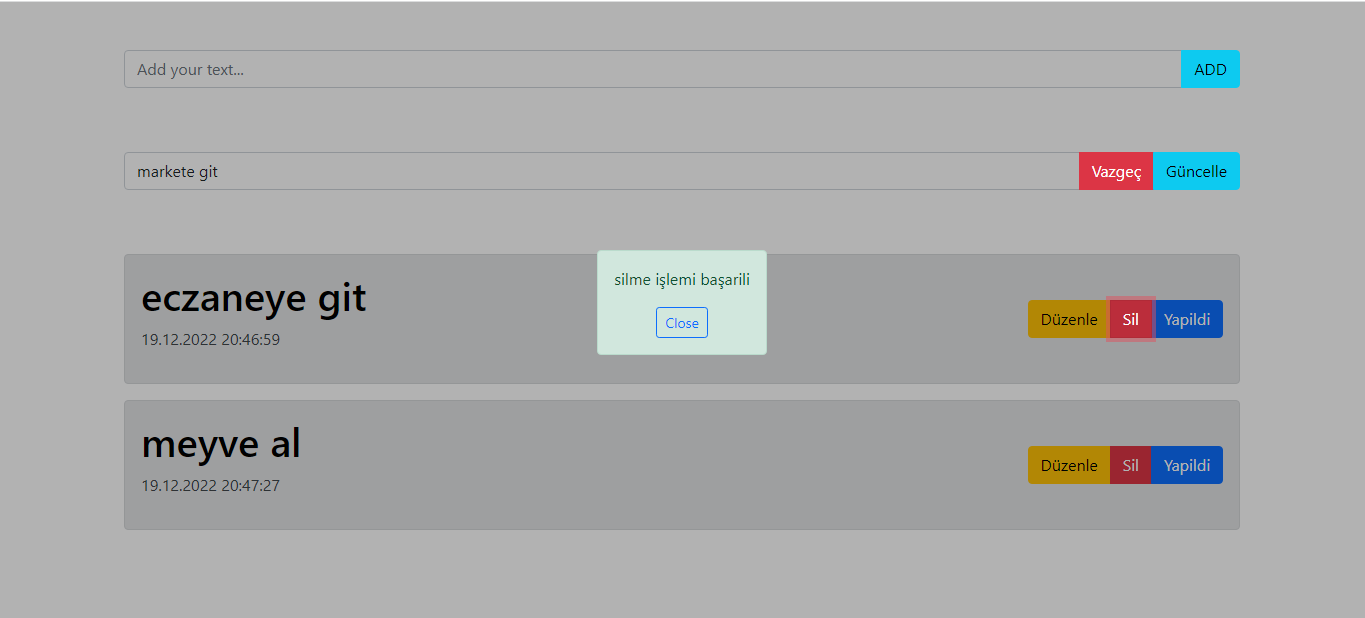 Add your text...
ADD
markete git
Vazgeç
Güncelle
silme işlemi başarili
Close
eczaneye git
19.12.2022 20:46:59
Düzenle
Sil
Yapildi
meyve al
19.12.2022 20:47:27
Düzenle
Sil
Yapildi